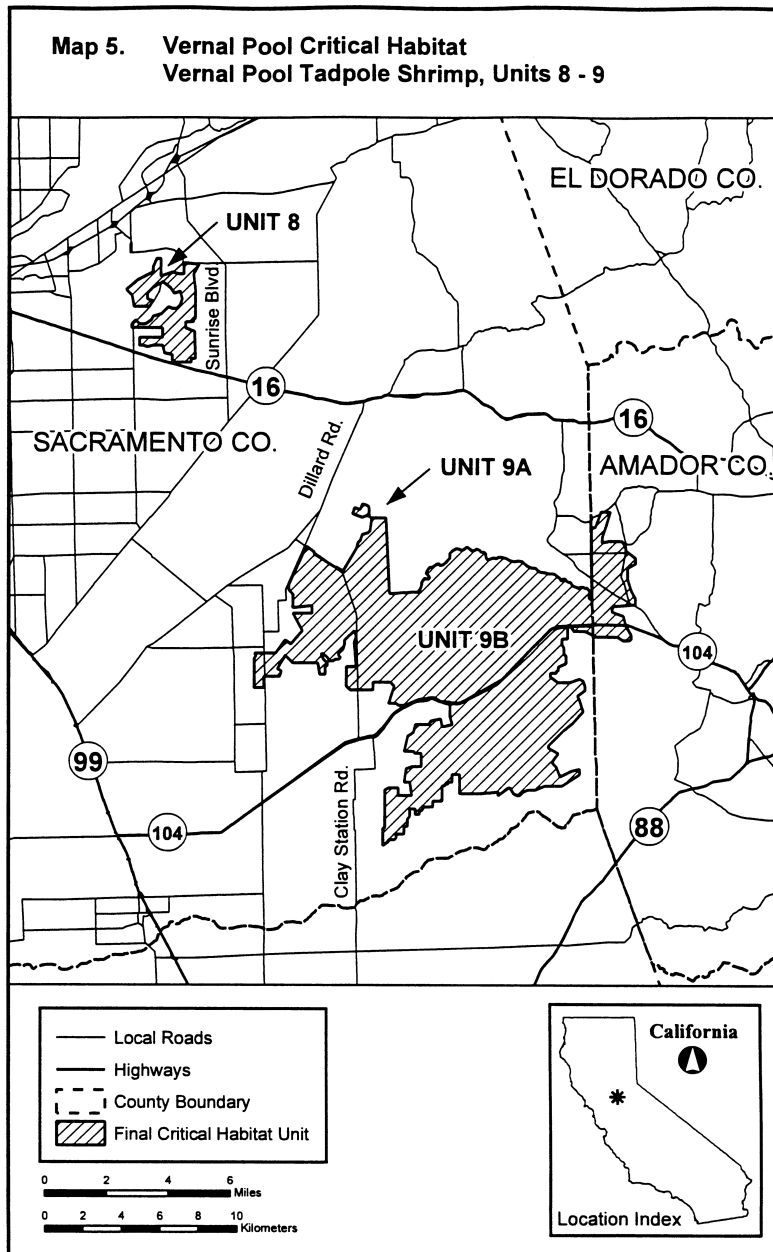 Map 5. Vernal Pool Critical Habitat
Vernal Pool Tadpole Shrimp, Units 8 - 9
EL DORADO CO.
UNIT 8
Sunrise Blvd
16
16
SACRAMENTO CO.
Dillard Rd.
UNIT 9A
AMADOR CO.
UNIT 9B
104
99
104
Clay Station Rd.
88
Local Roads
Highways
County Boundary
Final Critical Habitat Unit
0 2 4 6
Miles
0 2 4 6 8 10
Kilometers
California
Location Index